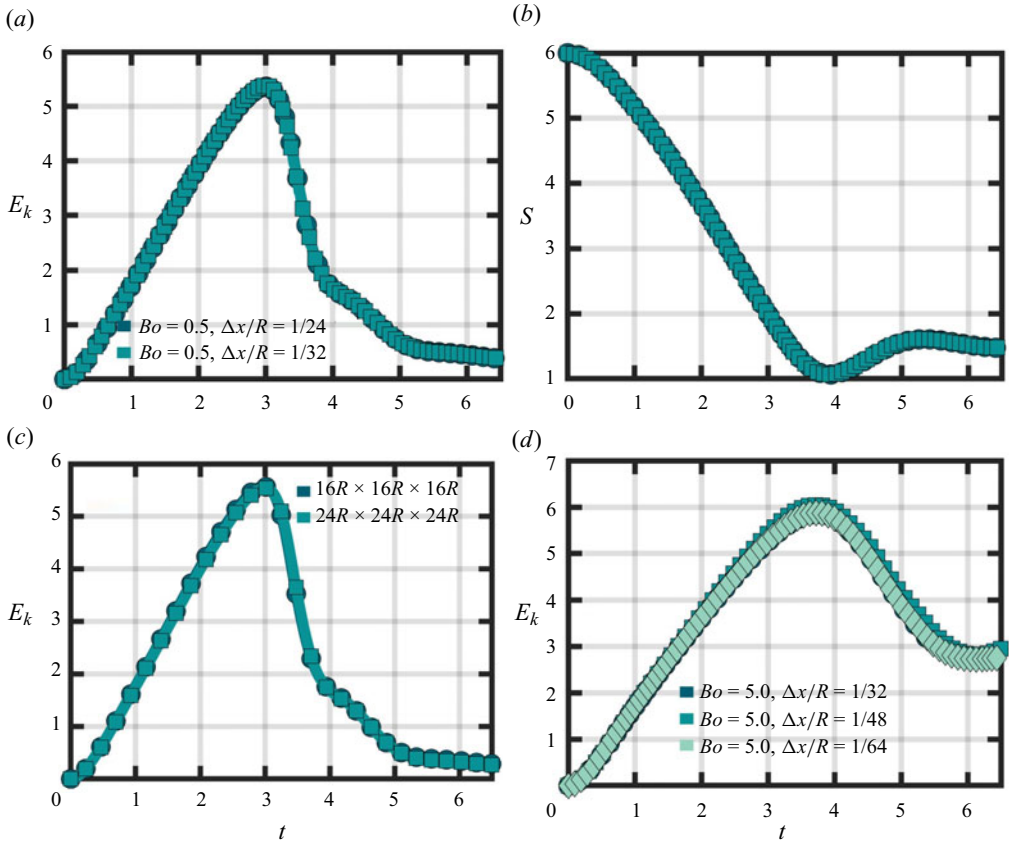 (a)
6
5
4
E_k
3
2
1
0
1 2 3 4 5 6
Bo = 0.5, Δx/R = 1/24
Bo = 0.5, Δx/R = 1/32
(b)
6
5
4
S
3
2
1
0 1 2 3 4 5 6
(c)
6
5
4
E_k
3
2
1
0
1 2 3 4 5 6
t
16R × 16R × 16R
24R × 24R × 24R
(d)
7
6
5
4
E_k
3
2
1
0
1 2 3 4 5 6
t
Bo = 5.0, Δx/R = 1/32
Bo = 5.0, Δx/R = 1/48
Bo = 5.0, Δx/R = 1/64